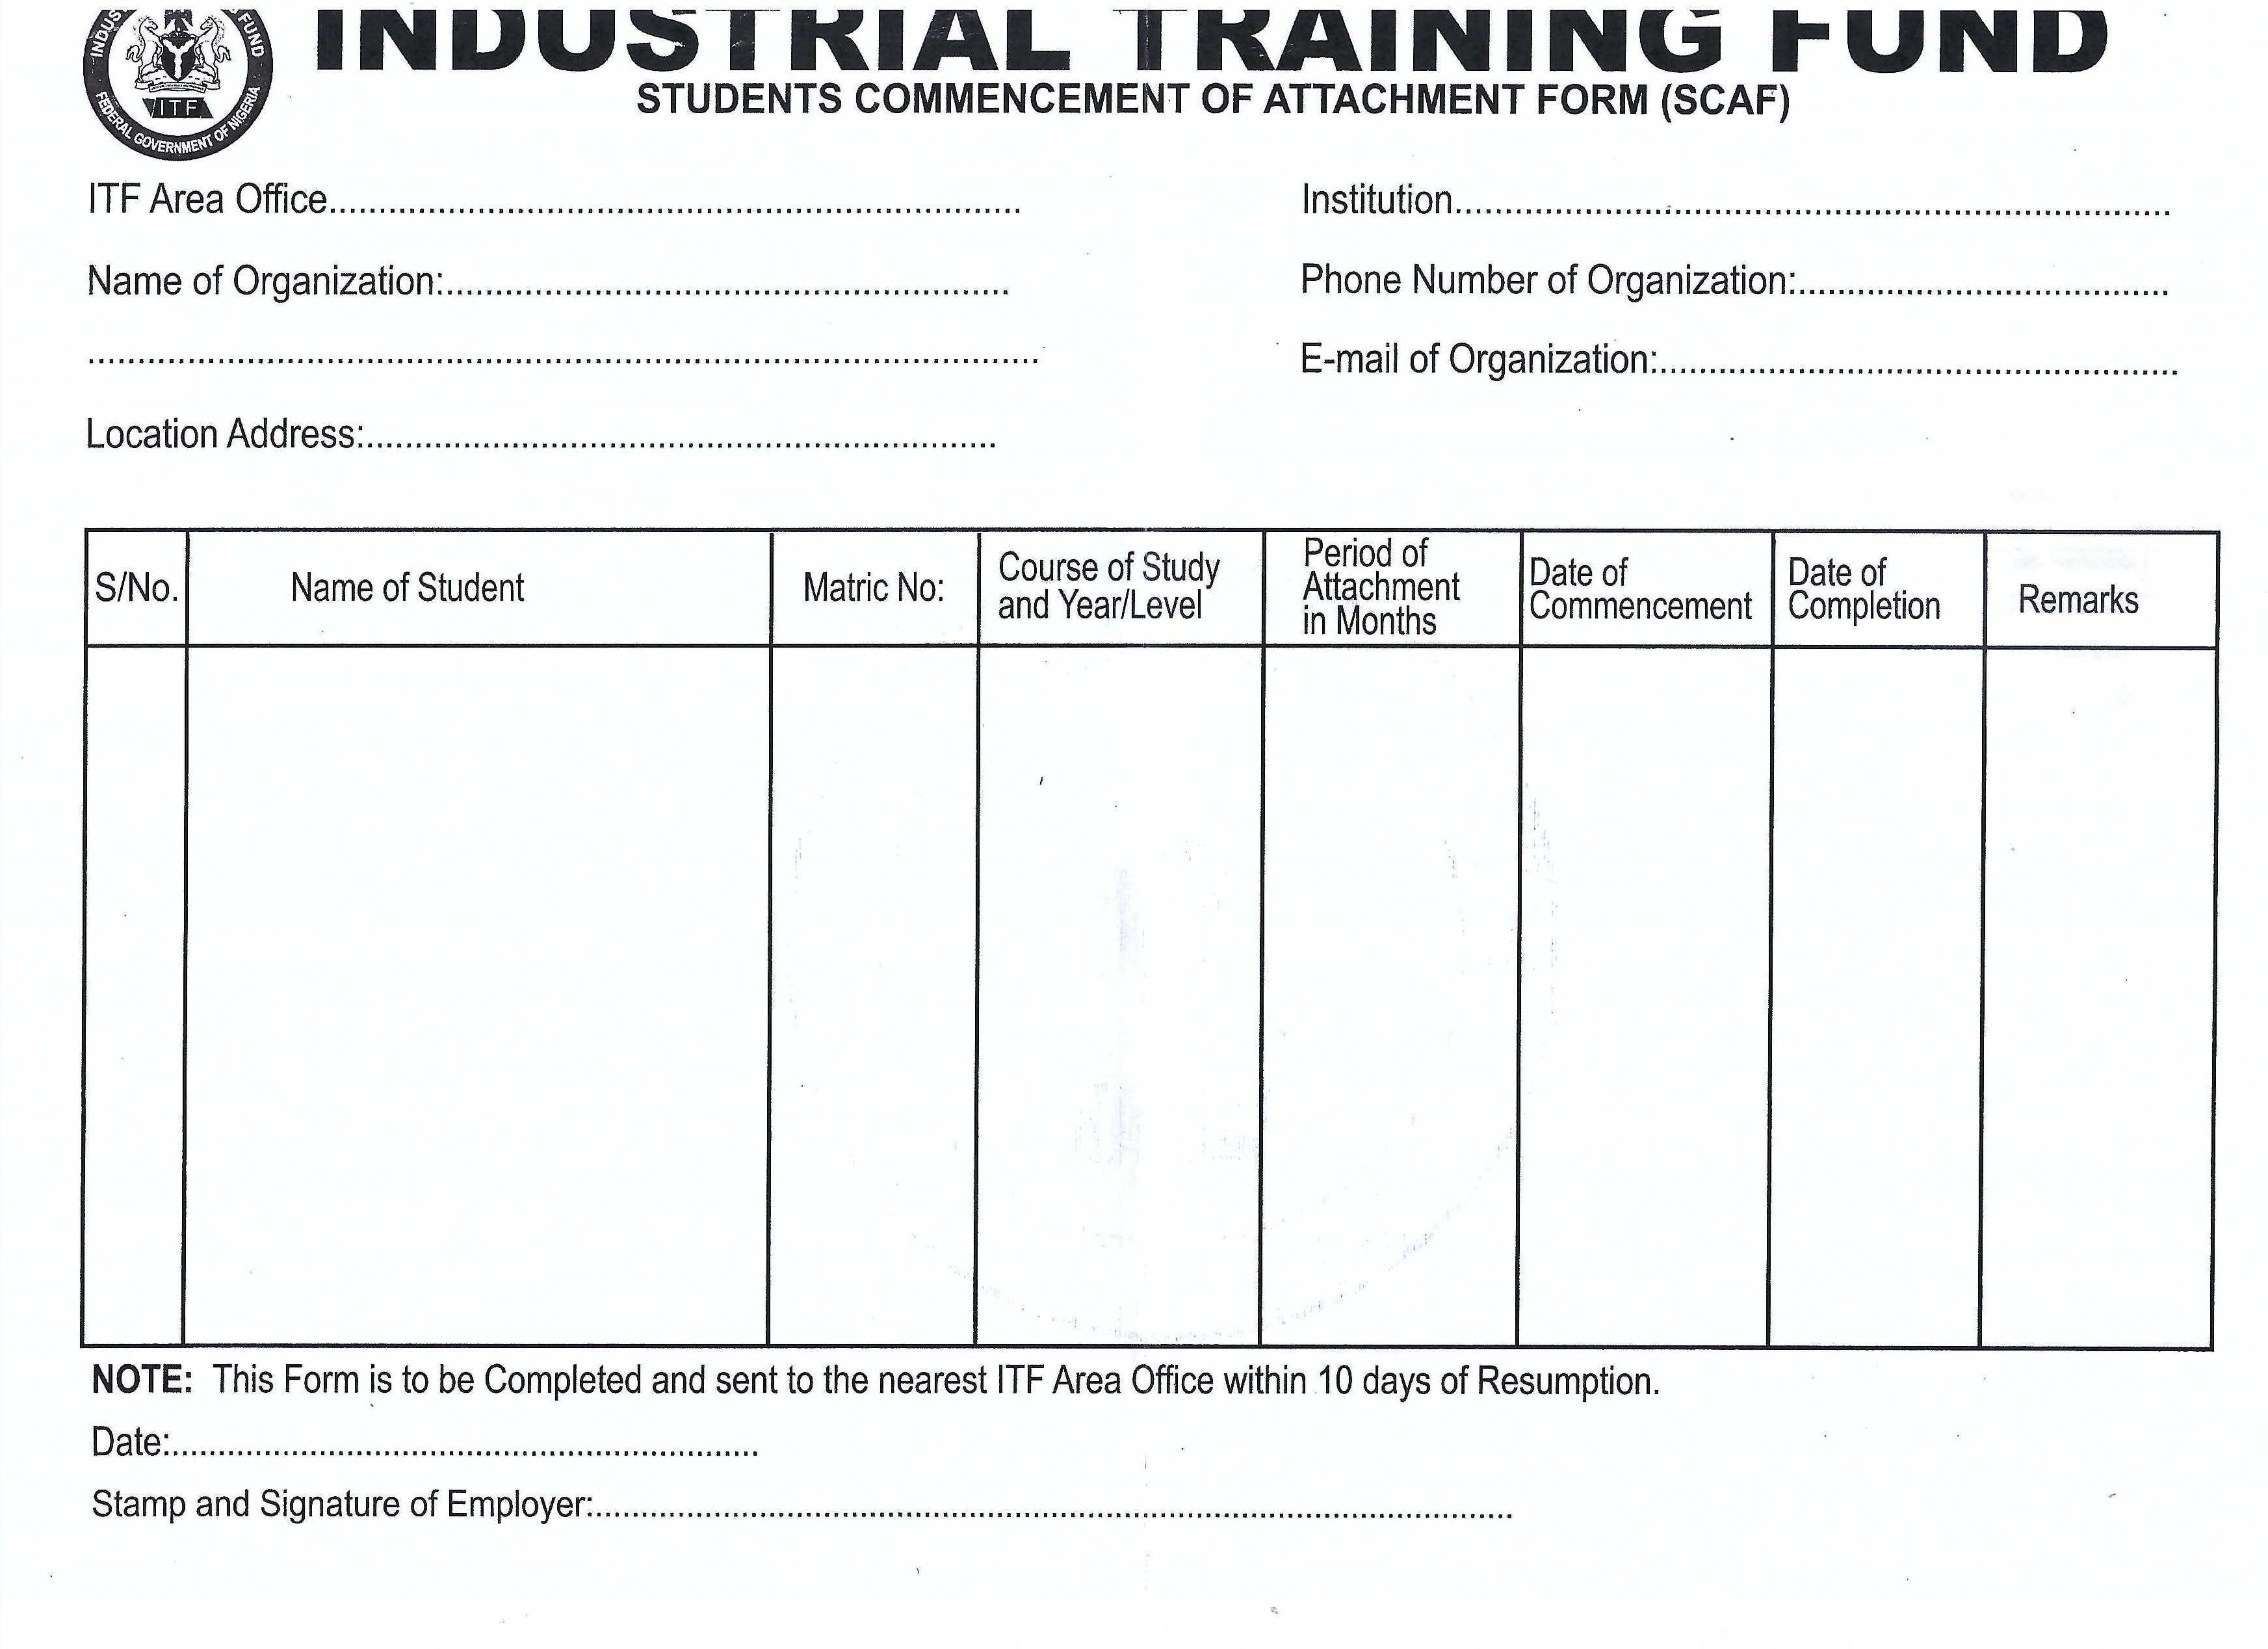 INDUSTRIAL TRAINING FUND
STUDENTS COMMENCEMENT OF ATTACHMENT FORM (SCAF)
FUND
ITF
FEDERAL GOVERNMENT OF NIGERIA
ITF Area Office....................................................................... Institution.........................................................................
Name of Organization:.......................................................... Phone Number of Organization:......................................
................................................................................................. E-mail of Organization:.....................................................
Location Address:................................................................
S/No. Name of Student Matric No: Course of Study and Year/Level Period of Attachment in Months Date of Commencement Date of Completion Remarks
NOTE: This Form is to be Completed and sent to the nearest ITF Area Office within 10 days of Resumption.
Date:................................................................
Stamp and Signature of Employer:..............................................................................................